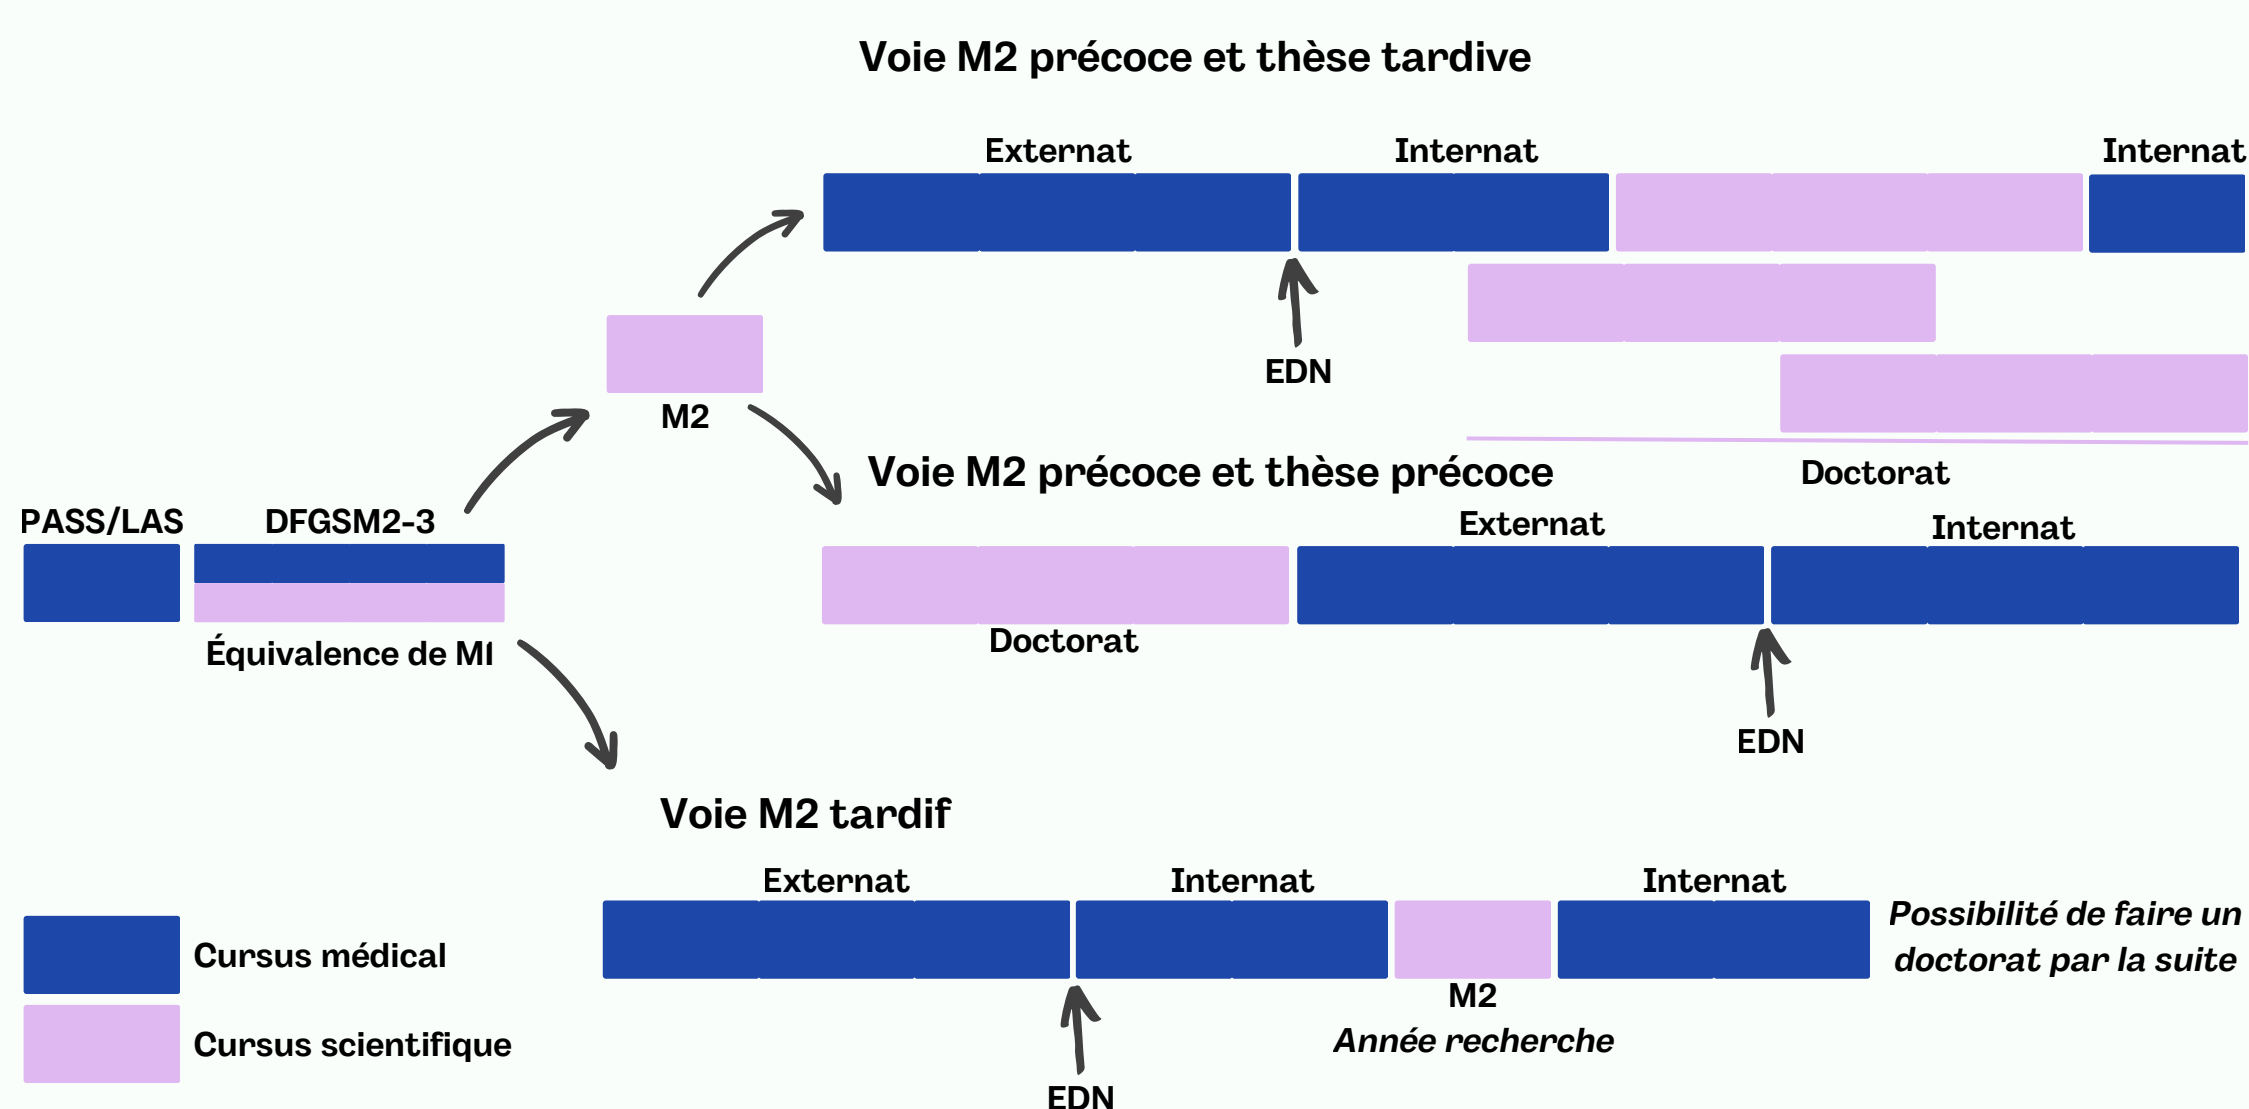 Voie M2 précoce et thèse tardive
Externat
Internat
Internat
EDN
M2
Doctorat
Voie M2 précoce et thèse précoce
PASS/LAS
DFGSM2-3
Équivalence de M1
Externat
Internat
Doctorat
EDN
Voie M2 tardif
Externat
Internat
Internat
M2
Année recherche
Possibilité de faire un
doctorat par la suite
EDN
Cursus médical
Cursus scientifique